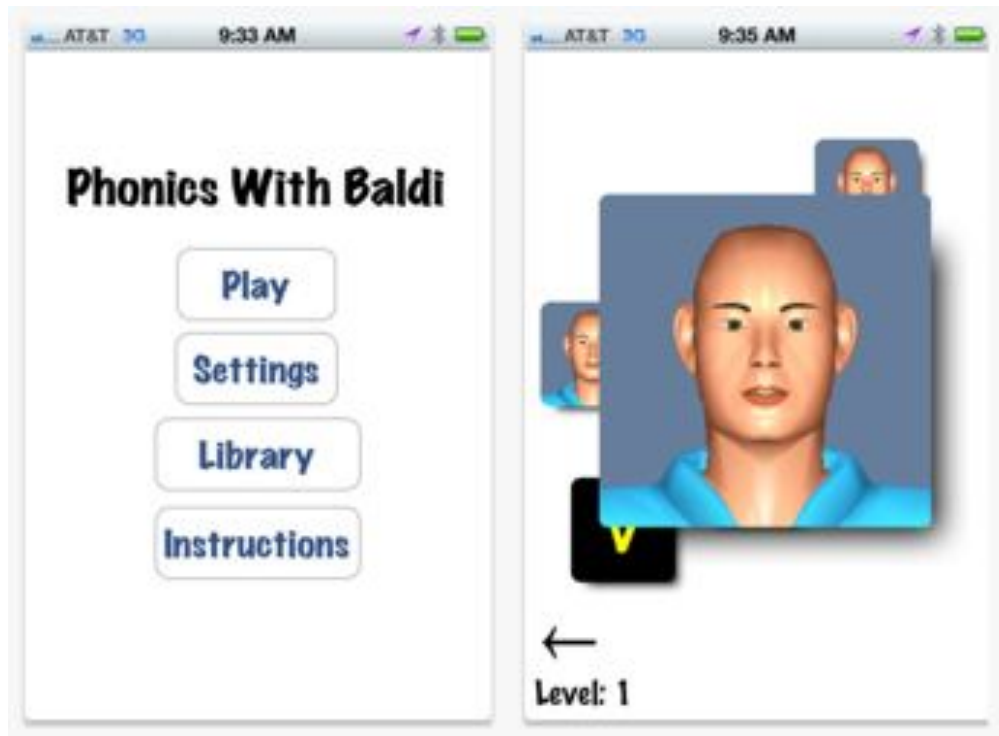 AT&T 3G 9:33 AM
Phonics With Baldi
Play
Settings
Library
Instructions
AT&T 3G 9:35 AM
V
Level: 1